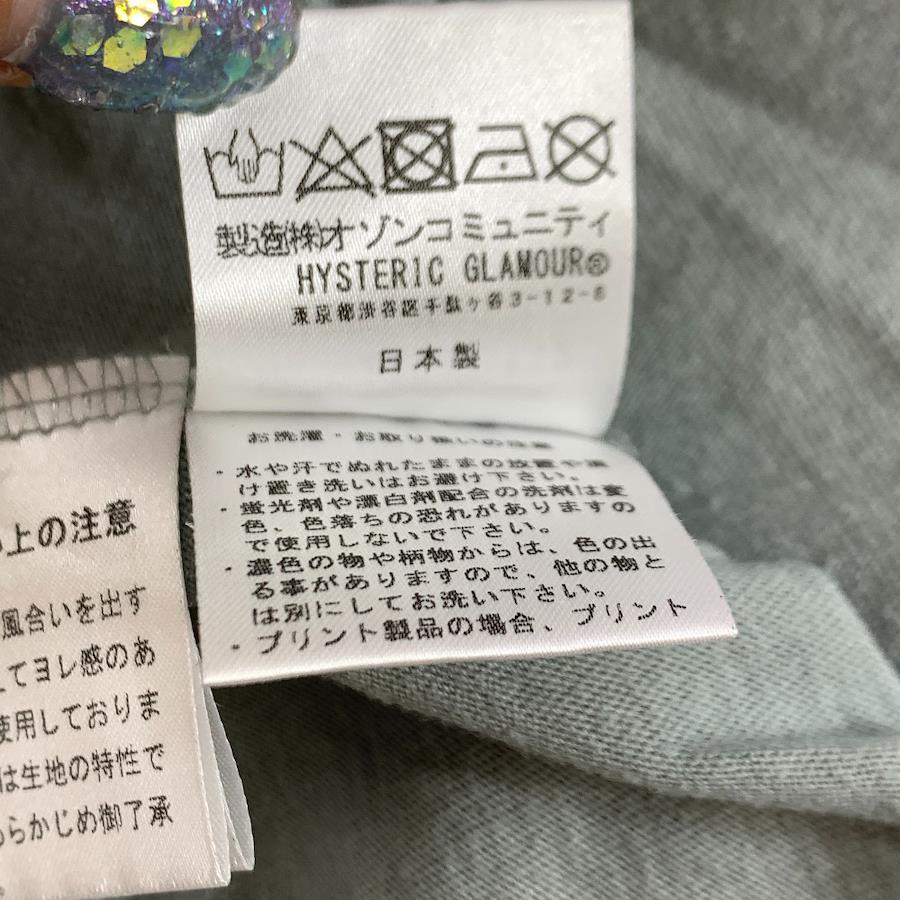 製造㈱オゾンコミュニティ
HYSTERIC GLAMOUR®
東京都渋谷区千駄ケ谷3-12-8
日本製
お洗濯・お取り扱いの注意
・水や汗でぬれたままの放置や漬
け置き洗いはお避け下さい。
・蛍光剤や漂白剤配合の洗剤は変
色、色落ちの恐れがありますの
で使用しないで下さい。
・濃色の物や柄物からは、色の出
る事がありますので、他の物と
は別にしてお洗い下さい。
・プリント製品の場合、プリント
上の注意
風合いを出す
てヨレ感のあ
使用しておりま
は生地の特性で
らかじめ御了承